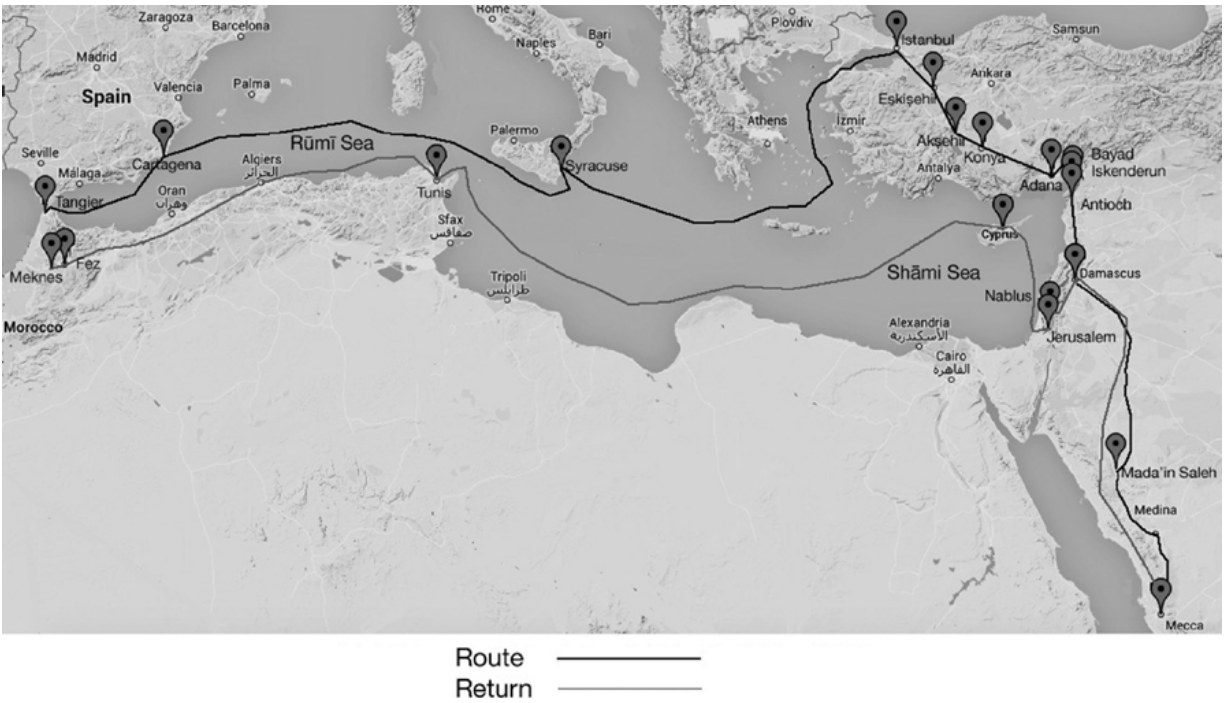 Zaragoza
Barcelona
Rome
Naples
Bari
Plovdiv
Istanbul
Samsun
Madrid
Spain
Valencia
Palma
Eskişehir
Ankara
Athens
İzmir
Akşehir
Konya
Antalya
Adana
Bayad
Iskenderun
Antioch
Seville
Málaga
Cartagena
Rūmī Sea
Palermo
Syracuse
Tangier
Oran
وهران
Algiers
الجزائر
Tunis
Sfax
صفاقس
Cyprus
Meknes
Fez
Tripoli
طرابلس
Shāmi Sea
Damascus
Nablus
Jerusalem
Morocco
Alexandria
الأسكندرية
Cairo
القاهرة
Mada'in Saleh
Medina
Mecca
Route
Return